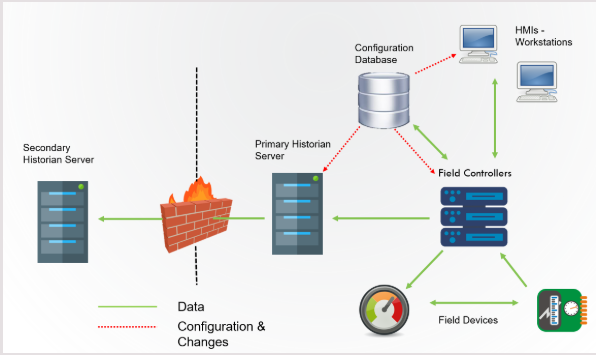 HMIs -
Workstations
Configuration
Database
Primary Historian
Server
Secondary
Historian Server
Field Controllers
Data
Configuration &
Changes
Field Devices